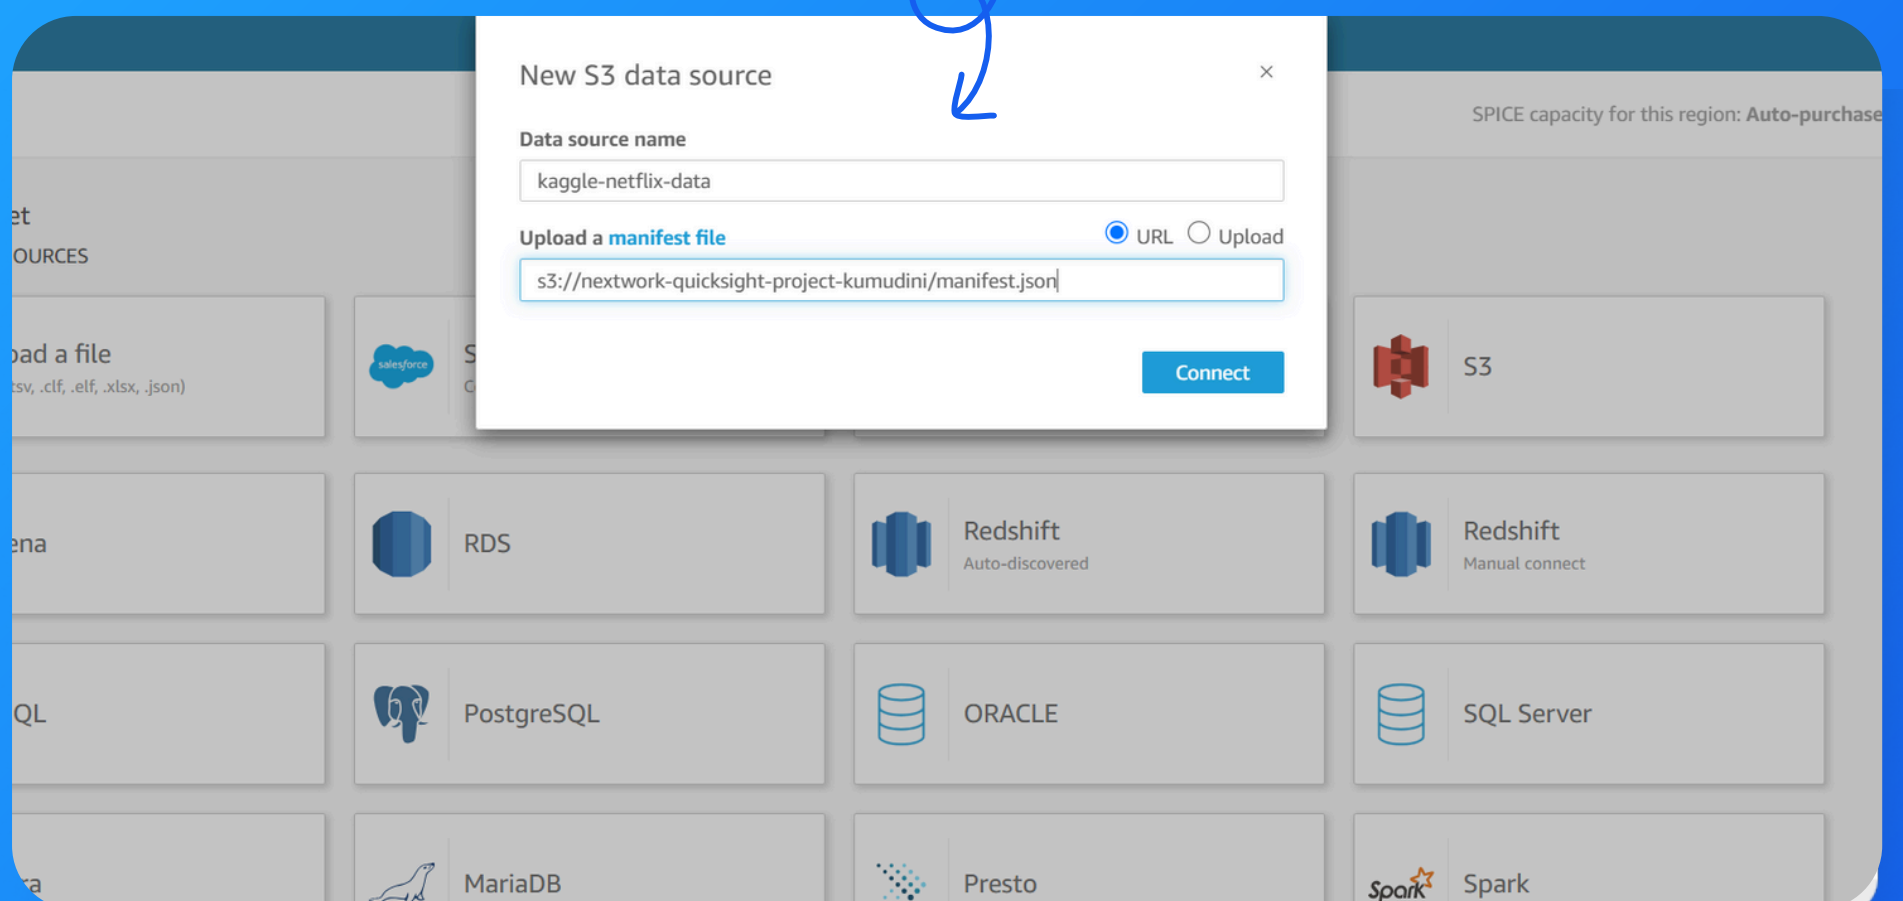 New S3 data source
×
SPICE capacity for this region: Auto-purchase
Data source name
kaggle-netflix-data
et
Upload a manifest file
URL
Upload
OURCES
s3://nextwork-quicksight-project-kumudini/manifest.json
oad a file
tsv, .clf, .elf, .xlsx, .json)
salesforce
S
C
Connect
S3
ena
RDS
Redshift
Auto-discovered
Redshift
Manual connect
QL
PostgreSQL
ORACLE
SQL Server
ra
MariaDB
Presto
Spark
Spark